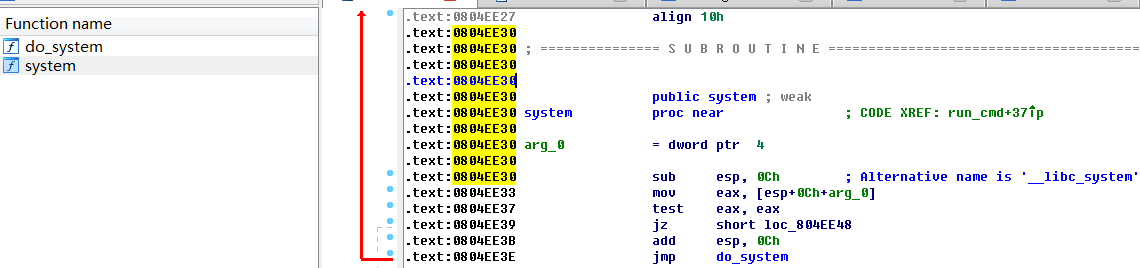 Function name
do_system
system
.text:0804EE27 align 10h
.text:0804EE30
.text:0804EE30 ; =============== S U B R O U T I N E =======================================
.text:0804EE30
.text:0804EE30
.text:0804EE30 public system ; weak
.text:0804EE30 system proc near ; CODE XREF: run_cmd+37↑p
.text:0804EE30
.text:0804EE30 arg_0 = dword ptr 4
.text:0804EE30
.text:0804EE30 sub esp, 0Ch ; Alternative name is '__libc_system'
.text:0804EE33 mov eax, [esp+0Ch+arg_0]
.text:0804EE37 test eax, eax
.text:0804EE39 jz short loc_804EE48
.text:0804EE3B add esp, 0Ch
.text:0804EE3E jmp do_system